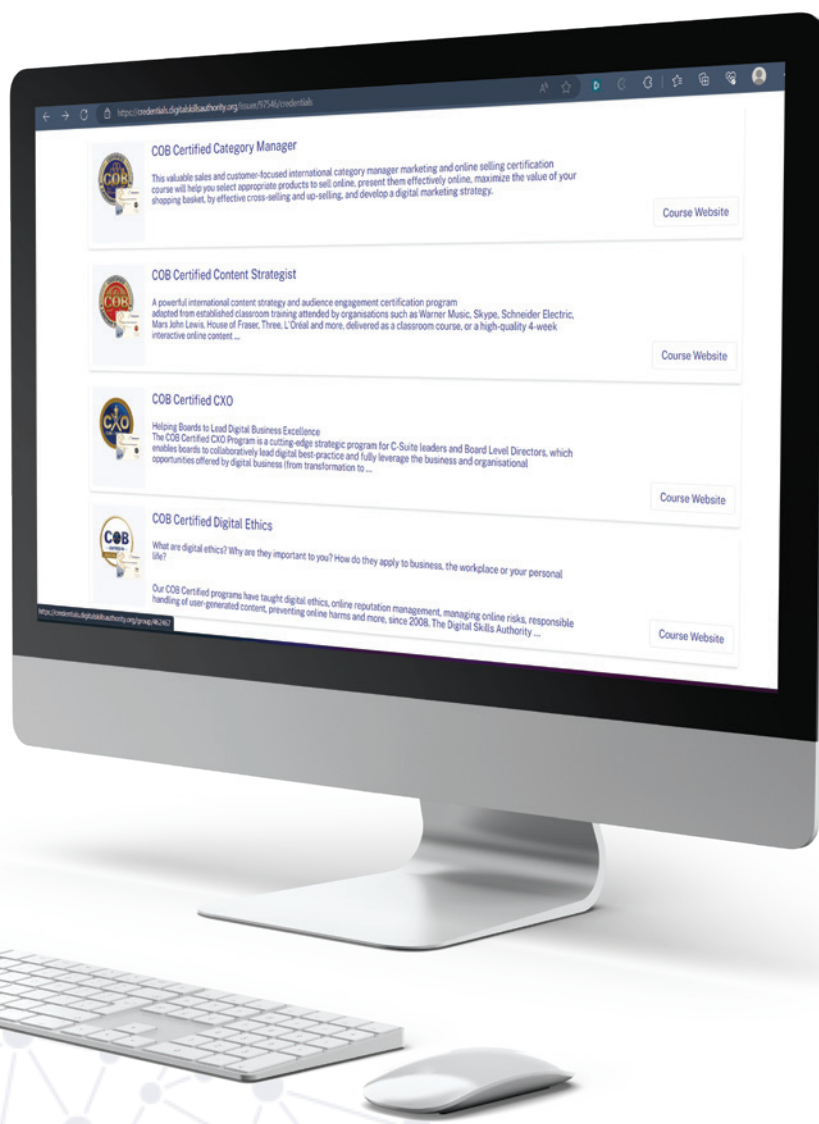 https://credentials.digitalskillsauthority.org/issuer/97546/credentials
COB Certified Category Manager
This valuable sales and customer-focused international category manager marketing and online selling certification
course will help you select appropriate products to sell online, present them effectively online, maximize the value of your
shopping basket, by effective cross-selling and up-selling, and develop a digital marketing strategy.
COB
Course Website
COB Certified Content Strategist
A powerful international content strategy and audience engagement certification program
adapted from established classroom training attended by organisations such as Warner Music, Skype, Schneider Electric,
Mars John Lewis, House of Fraser, Three, L'Oréal and more, delivered as a classroom course, or a high-quality 4-week
interactive online content ...
COB
Course Website
COB Certified CXO
Helping Boards to Lead Digital Business Excellence
The COB Certified CXO Program is a cutting-edge strategic program for C-Suite leaders and Board Level Directors, which
enables boards to collaboratively lead digital best-practice and fully leverage the business and organisational
opportunities offered by digital business (from transformation to ...
CXO
Course Website
COB Certified Digital Ethics
What are digital ethics? Why are they important to you? How do they apply to business, the workplace or your personal
life?
COB
Our COB Certified programs have taught digital ethics, online reputation management, managing online risks, responsible
handling of user-generated content, preventing online harms and more, since 2008. The Digital Skills Authority ...
Course Website
https://credentials.digitalskillsauthority.org/group/462467